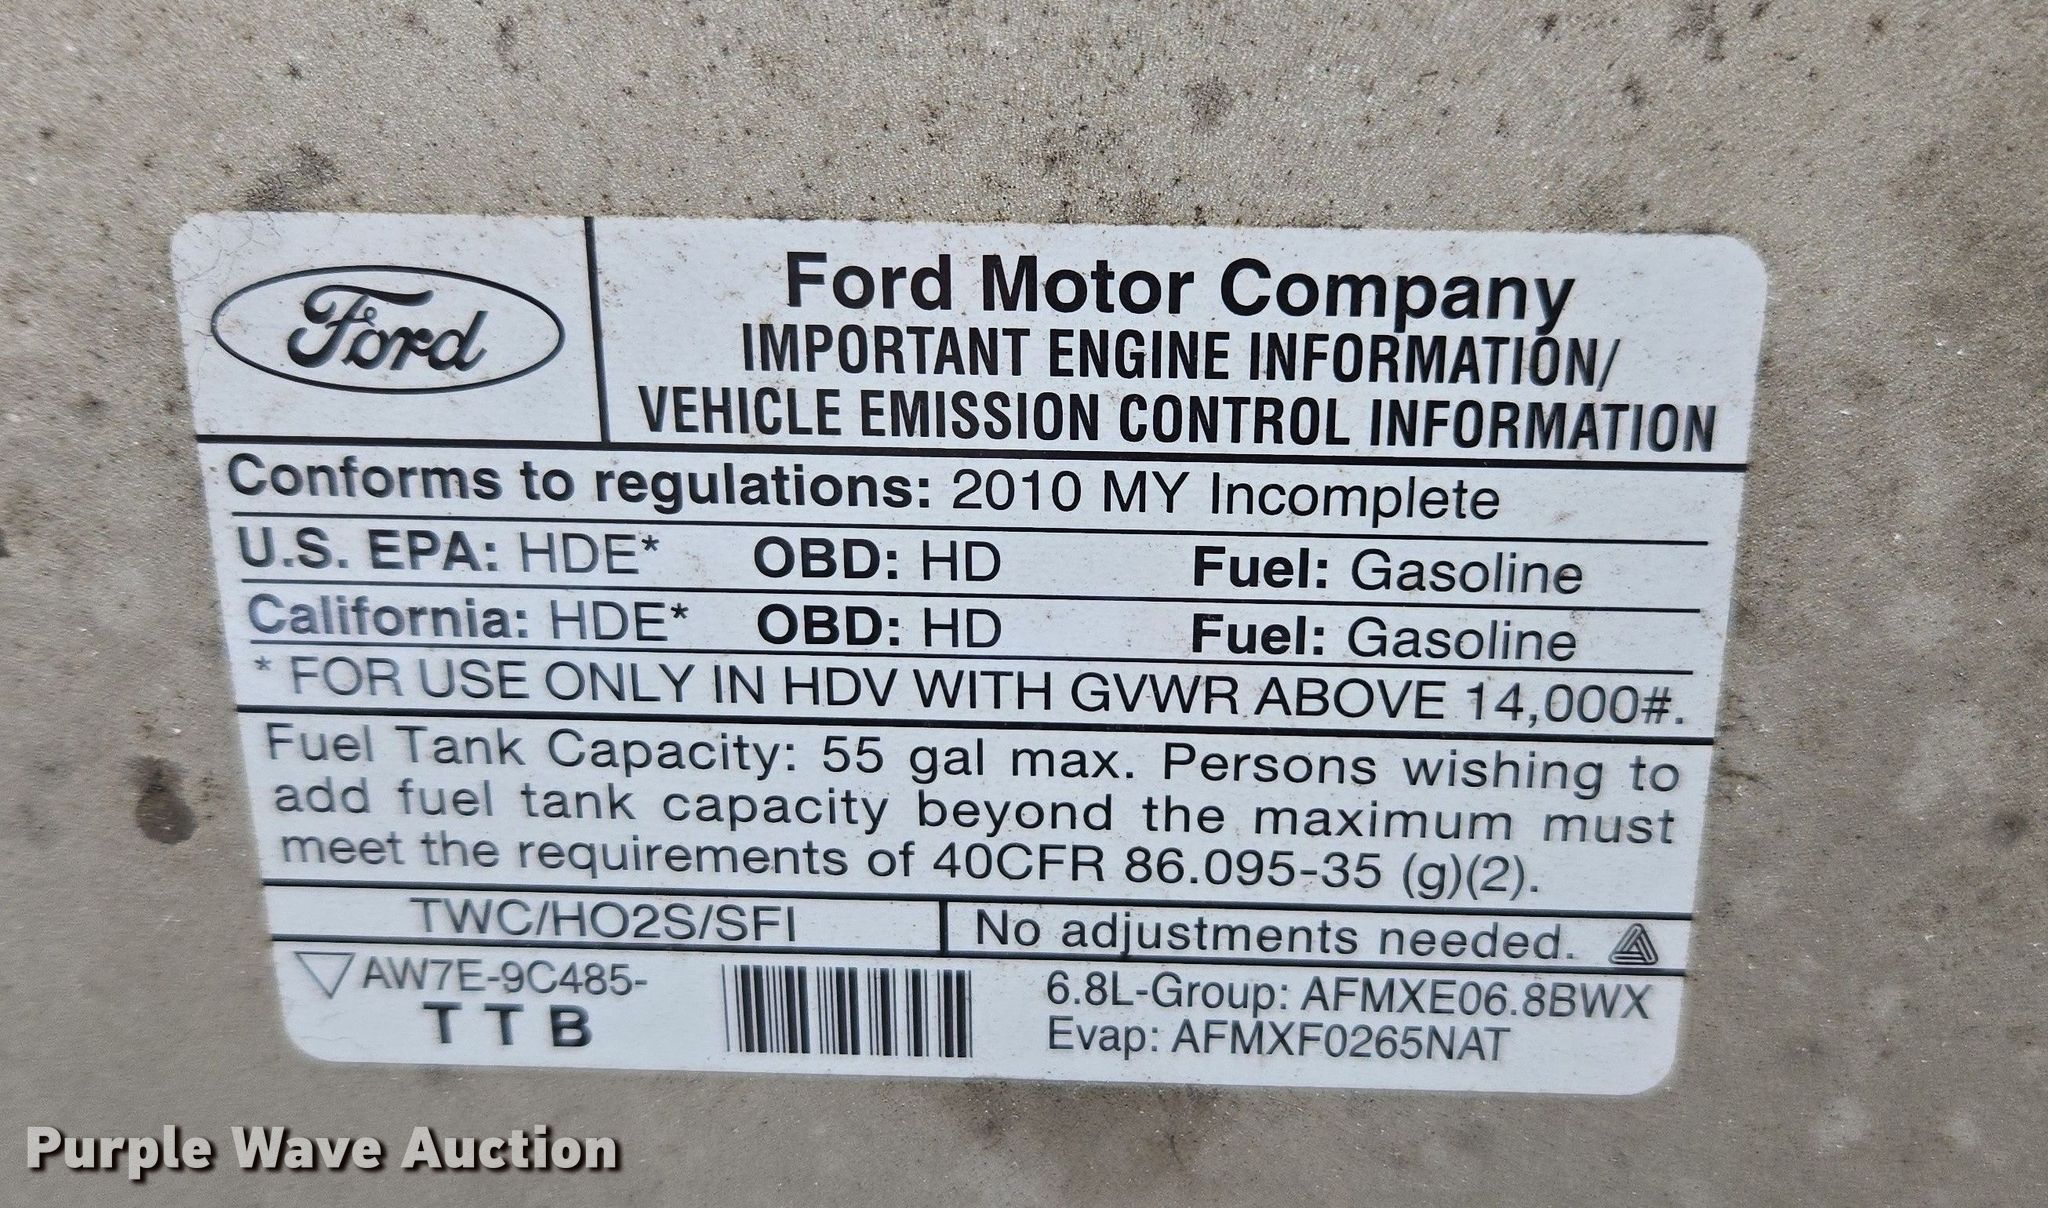 Ford
Ford Motor Company
IMPORTANT ENGINE INFORMATION/
VEHICLE EMISSION CONTROL INFORMATION
Conforms to regulations: 2010 MY Incomplete
U.S. EPA: HDE* OBD: HD Fuel: Gasoline
California: HDE* OBD: HD Fuel: Gasoline
* FOR USE ONLY IN HDV WITH GVWR ABOVE 14,000#.
Fuel Tank Capacity: 55 gal max. Persons wishing to
add fuel tank capacity beyond the maximum must
meet the requirements of 40CFR 86.095-35 (g)(2).
TWC/HO2S/SFI No adjustments needed.
AW7E-9C485-
T T B
6.8L-Group: AFMXE06.8BWX
Evap: AFMXF0265NAT
Purple Wave Auction